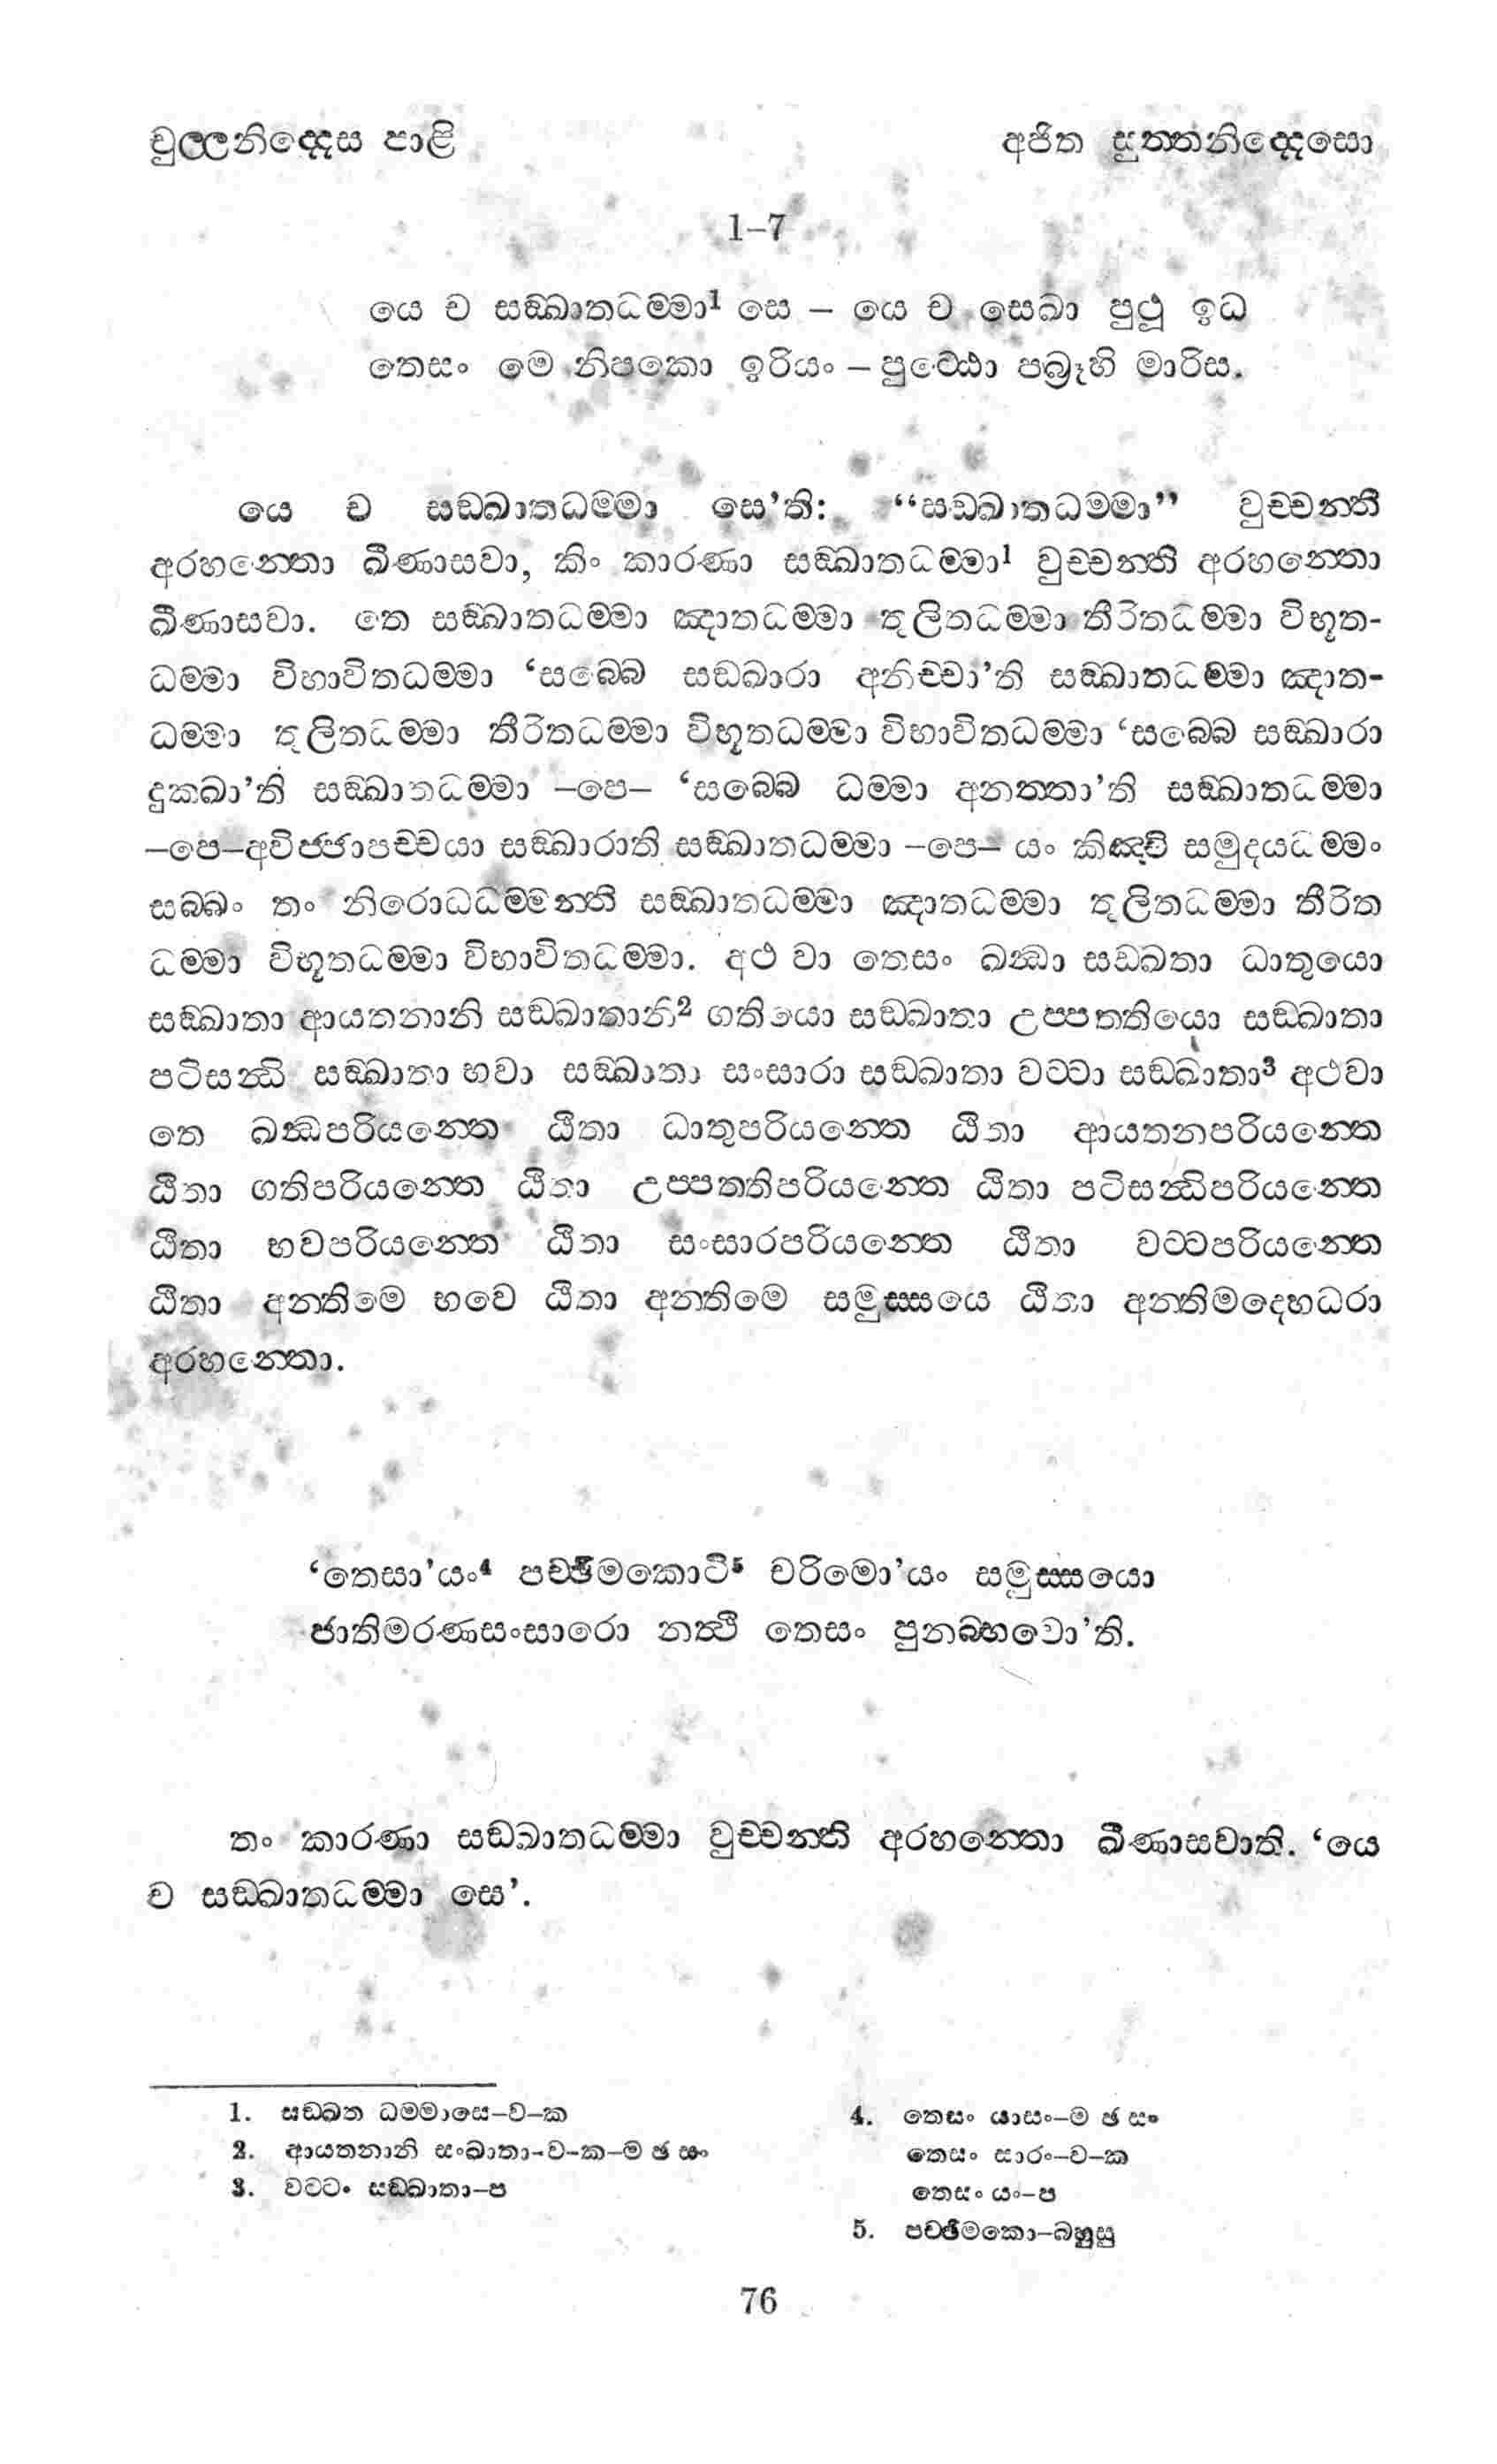 චුල්ලනිද්දෙස පාළි
අජිත සුත්තනිද්දෙසො
1–7
යෙ ච සඞ්ඛාතධම්මා1 සෙ – යෙ ච සෙඛා පුථූ ඉධ
තෙසං මෙ නිපකො ඉරියං – පුට්ඨො පබ්‍රෑහි මාරිස.
යෙ ච සඞ්ඛාතධම්මා සෙ’ති: “සඞ්ඛාතධම්මා” වුච්චන්ති
අරහන්තො ඛීණාසවා, කිං කාරණා සඞ්ඛාතධම්මා1 වුච්චන්ති අරහන්තො
ඛීණාසවා. තෙ සඞ්ඛාතධම්මා ඤාතධම්මා තුලිතධම්මා තීරිතධම්මා විභූත-
ධම්මා විභාවිතධම්මා ‘සබ්බෙ සඞ්ඛාරා අනිච්චා’ති සඞ්ඛාතධම්මා ඤාත-
ධම්මා තුලිතධම්මා තීරිතධම්මා විභූතධම්මා විභාවිතධම්මා ‘සබ්බෙ සඞ්ඛාරා
දුක්ඛා’ති සඞ්ඛාතධම්මා –පෙ– ‘සබ්බෙ ධම්මා අනත්තා’ති සඞ්ඛාතධම්මා
–පෙ–අවිජ්ජාපච්චයා සඞ්ඛාරාති සඞ්ඛාතධම්මා –පෙ– යං කිඤ්චි සමුදයධම්මං
සබ්බං තං නිරොධධම්මන්ති සඞ්ඛාතධම්මා ඤාතධම්මා තුලිතධම්මා තීරිත
ධම්මා විභූතධම්මා විභාවිතධම්මා. අථ වා තෙසං ඛන්ධා සඞ්ඛතා ධාතුයො
සඞ්ඛාතා ආයතනානි සඞ්ඛාතානි2 ගතියො සඞ්ඛාතා උප්පත්තියො සඞ්ඛාතා
පටිසන්ධි සඞ්ඛාතා භවා සඞ්ඛාතා සංසාරා සඞ්ඛාතා වට්ටා සඞ්ඛාතා3 අථවා
තෙ ඛන්ධපරියන්තෙ ඨිතා ධාතුපරියන්තෙ ඨිතා ආයතනපරියන්තෙ
ඨිතා ගතිපරියන්තෙ ඨිතා උප්පත්තිපරියන්තෙ ඨිතා පටිසන්ධිපරියන්තෙ
ඨිතා භවපරියන්තෙ ඨිතා සංසාරපරියන්තෙ ඨිතා වට්ටපරියන්තෙ
ඨිතා අන්තිමෙ භවෙ ඨිතා අන්තිමෙ සමුස්සයෙ ඨිතා අන්තිමදෙහධරා
අරහන්තො.
‘තෙසා’යං4 පච්ඡිමකොටි5 චරිමො’යං සමුස්සයො
ජාතිමරණසංසාරො නත්ථි තෙසං පුනබ්භවො’ති.
තං කාරණා සඞ්ඛාතධම්මා වුච්චන්ති අරහන්තො ඛීණාසවාති. ‘යෙ
ච සඞ්ඛාතධම්මා සෙ’.
1. සඞ්ඛත ධම්මාසෙ–ව–ක
2. ආයතනානි සංඛාතා-ව–ක–ම ඡ සං
3. වට්ටං සඞ්ඛාතා–ප
4. තෙසං යාසං–ම ඡ සං
තෙසං සාරං–ව–ක
තෙසං යං–ප
5. පච්ඡිමකො–බහුසු
76